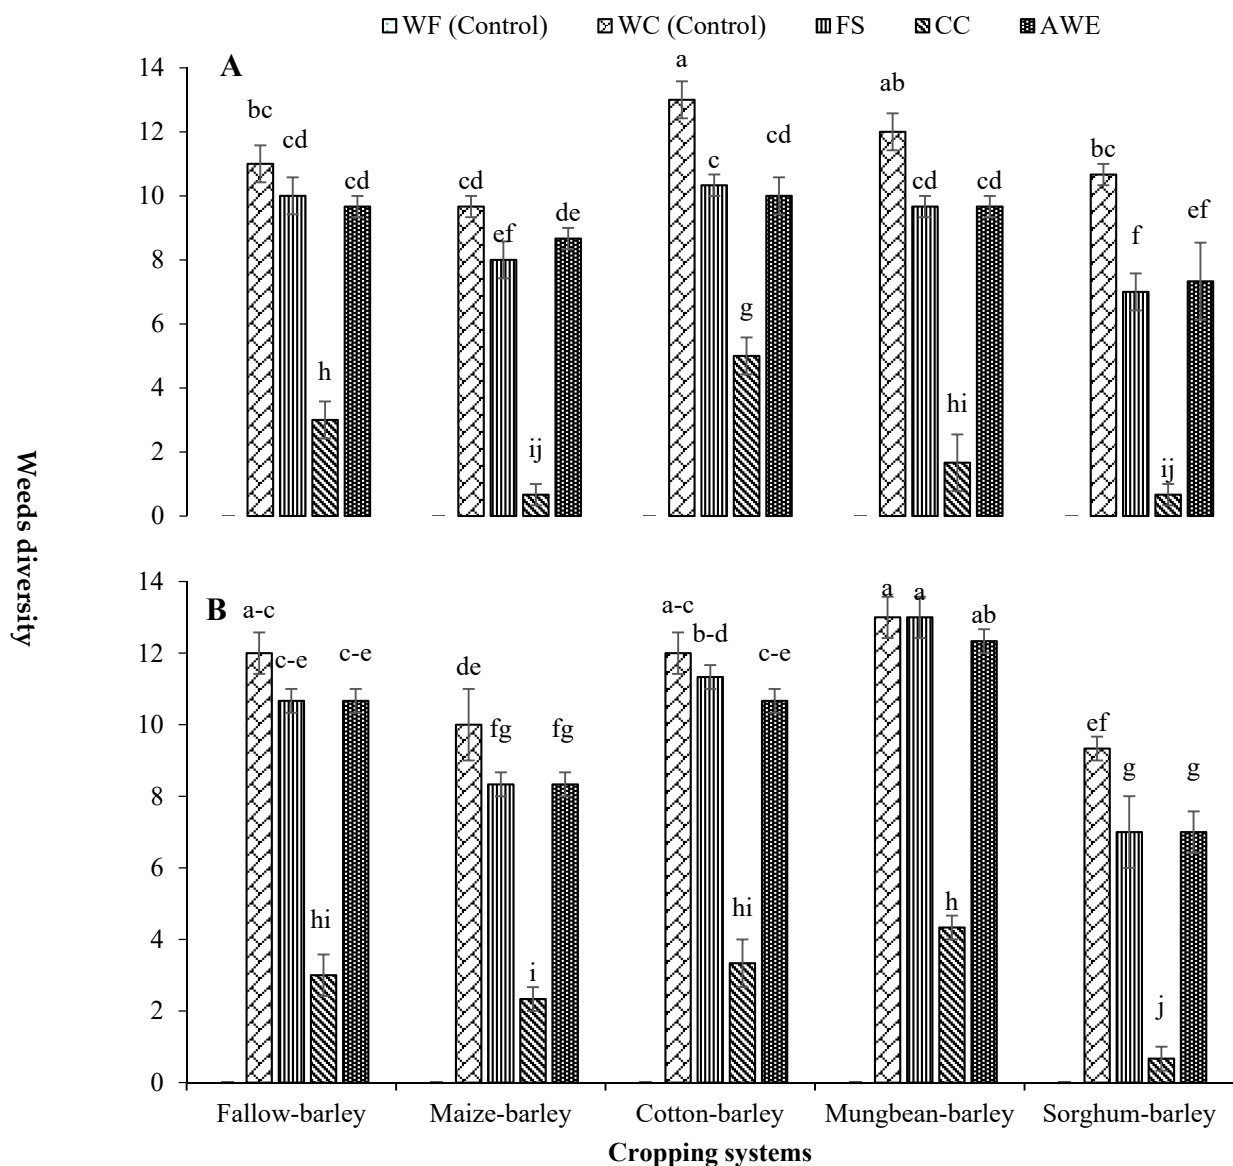 WF (Control) WC (Control) FS CC AWE
A
14
12
10
8
6
4
2
0
bc cd h cd
cd ef ij de
a c g cd
ab cd hi cd
bc f ij ef
Weeds diversity
B
14
12
10
8
6
4
2
0
a-c c-e hi c-e
de fg i fg
a-c b-d hi c-e
a a h ab
ef g j g
Fallow-barley Maize-barley Cotton-barley Mungbean-barley Sorghum-barley
Cropping systems